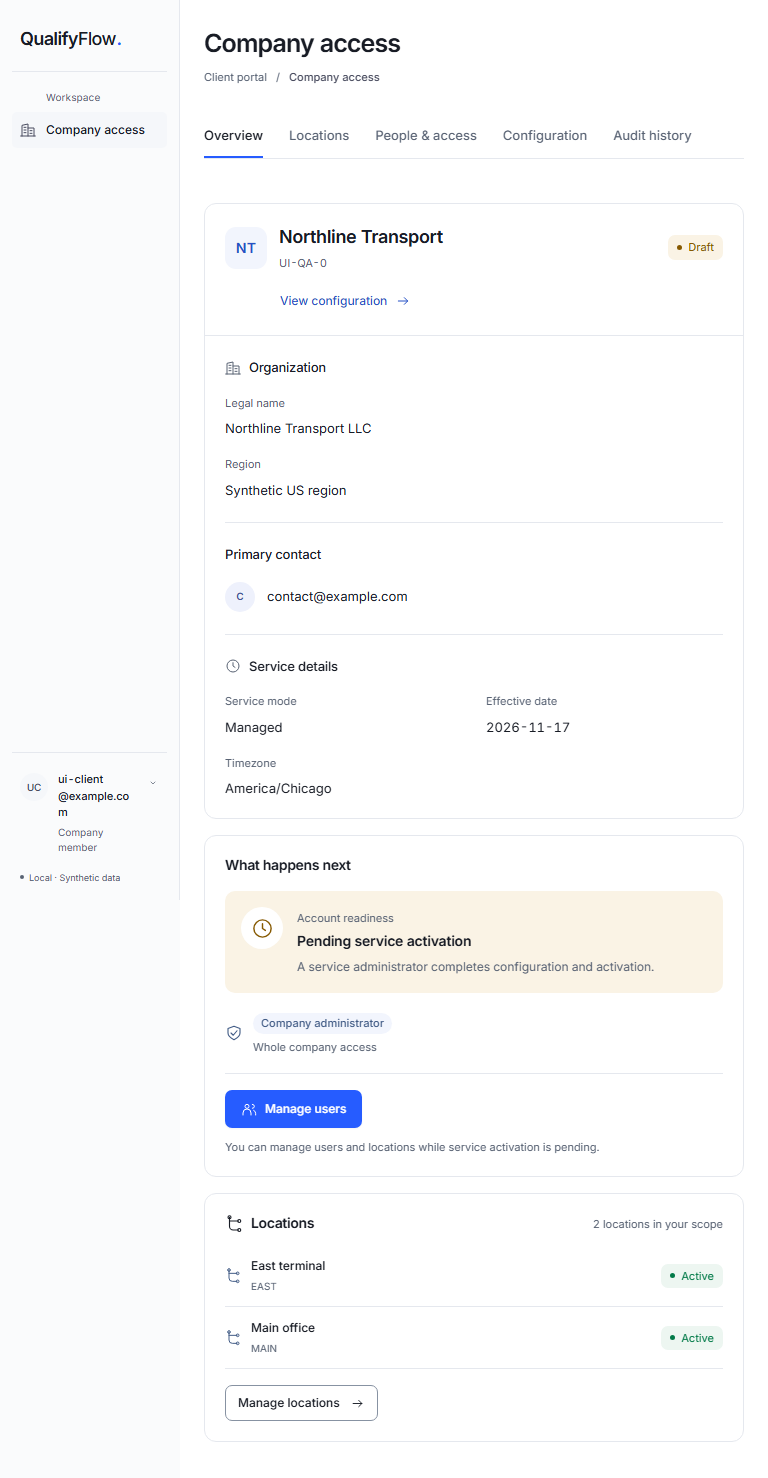 QualifyFlow.
Workspace
Company access
ui-client
@example.co
m
Company
member
Local · Synthetic data
UC
Company access
Client portal / Company access
Overview Locations People & access Configuration Audit history
NT
Northline Transport
UI-QA-0
Draft
View configuration →
Organization
Legal name
Northline Transport LLC
Region
Synthetic US region
Primary contact
C contact@example.com
Service details
Service mode Effective date
Managed 2026-11-17
Timezone
America/Chicago
What happens next
Account readiness
Pending service activation
A service administrator completes configuration and activation.
Company administrator
Whole company access
Manage users
You can manage users and locations while service activation is pending.
Locations 2 locations in your scope
East terminal
EAST
Active
Main office
MAIN
Active
Manage locations →